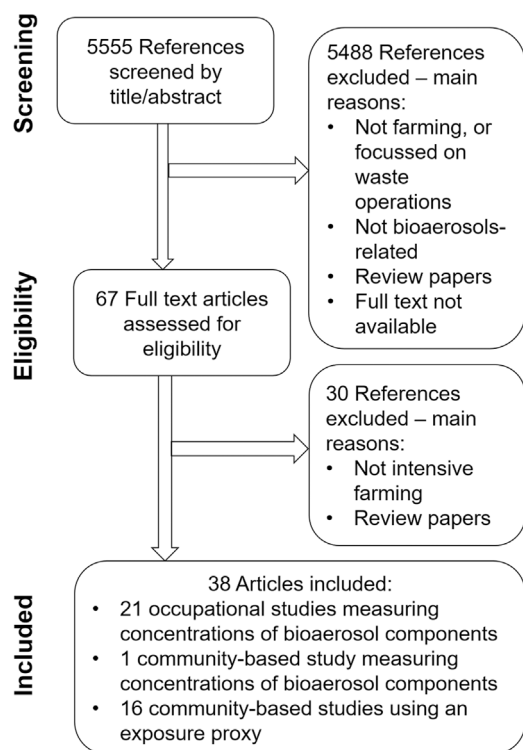 Screening
5555 References
screened by
title/abstract
5488 References
excluded – main
reasons:
• Not farming, or
focussed on
waste
operations
• Not bioaerosols-
related
• Review papers
• Full text not
available
Eligibility
67 Full text articles
assessed for
eligibility
30 References
excluded – main
reasons:
• Not intensive
farming
• Review papers
Included
38 Articles included:
• 21 occupational studies measuring
concentrations of bioaerosol components
• 1 community-based study measuring
concentrations of bioaerosol components
• 16 community-based studies using an
exposure proxy